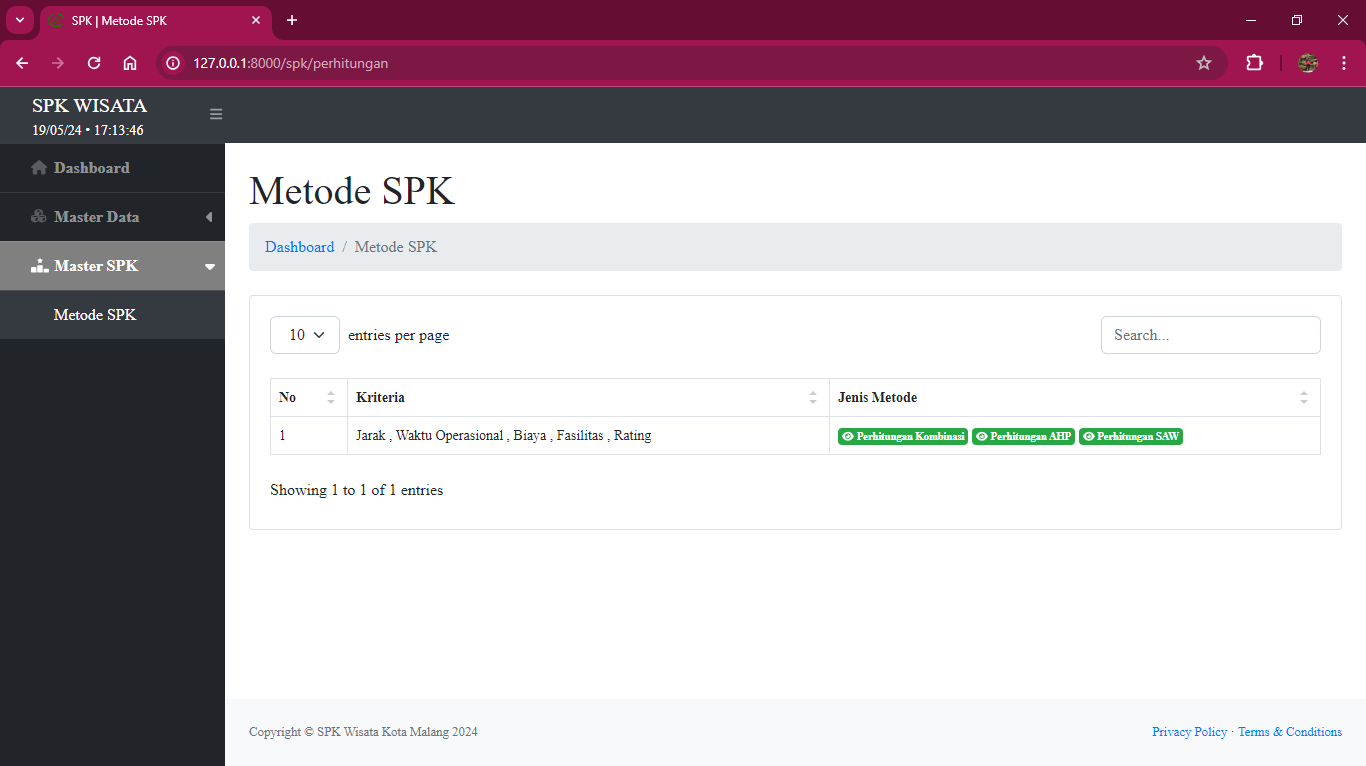 SPK | Metode SPK
127.0.0.1:8000/spk/perhitungan
SPK WISATA
19/05/24 • 17:13:46
Dashboard
Master Data
Master SPK
Metode SPK
Metode SPK
Dashboard / Metode SPK
10 entries per page
Search...
No Kriteria Jenis Metode
1 Jarak , Waktu Operasional , Biaya , Fasilitas , Rating Perhitungan Kombinasi Perhitungan AHP Perhitungan SAW
Showing 1 to 1 of 1 entries
Copyright © SPK Wisata Kota Malang 2024
Privacy Policy · Terms & Conditions